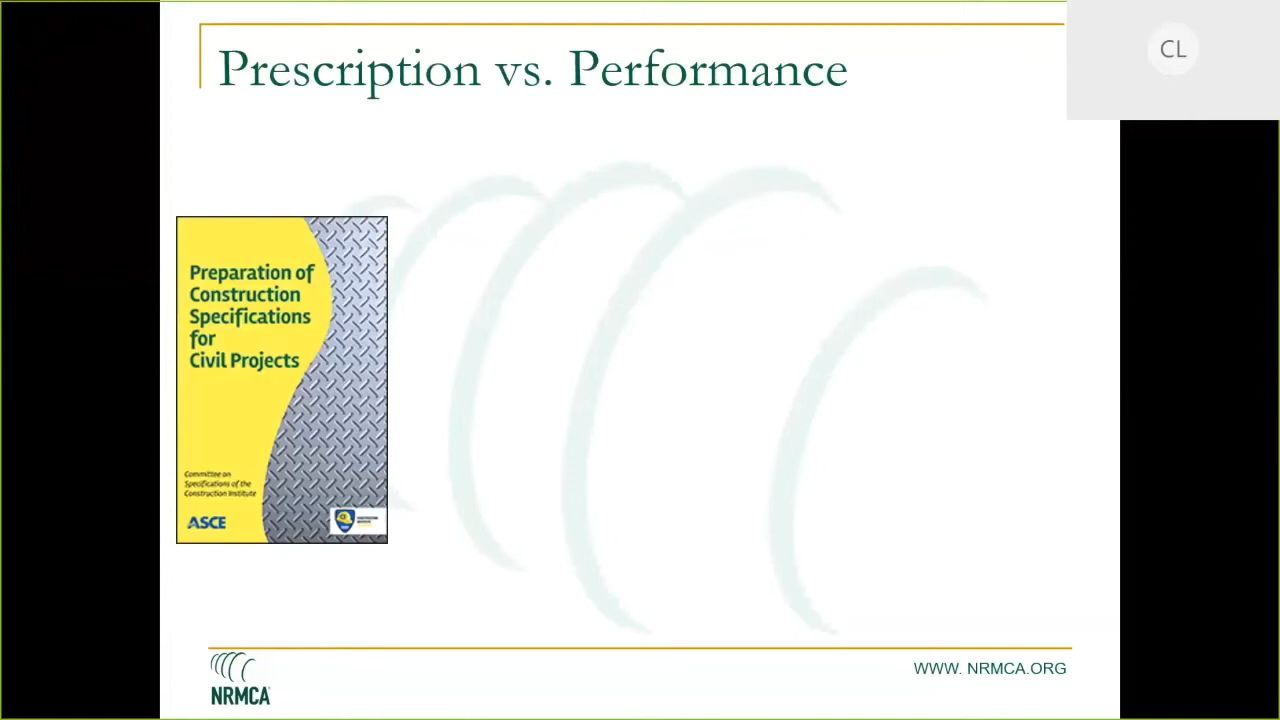 Prescription vs. Performance
CL
Preparation of
Construction
Specifications
for
Civil Projects
Committee on
Specifications of the
Construction Institute
ASCE
NRMCA
WWW. NRMCA.ORG